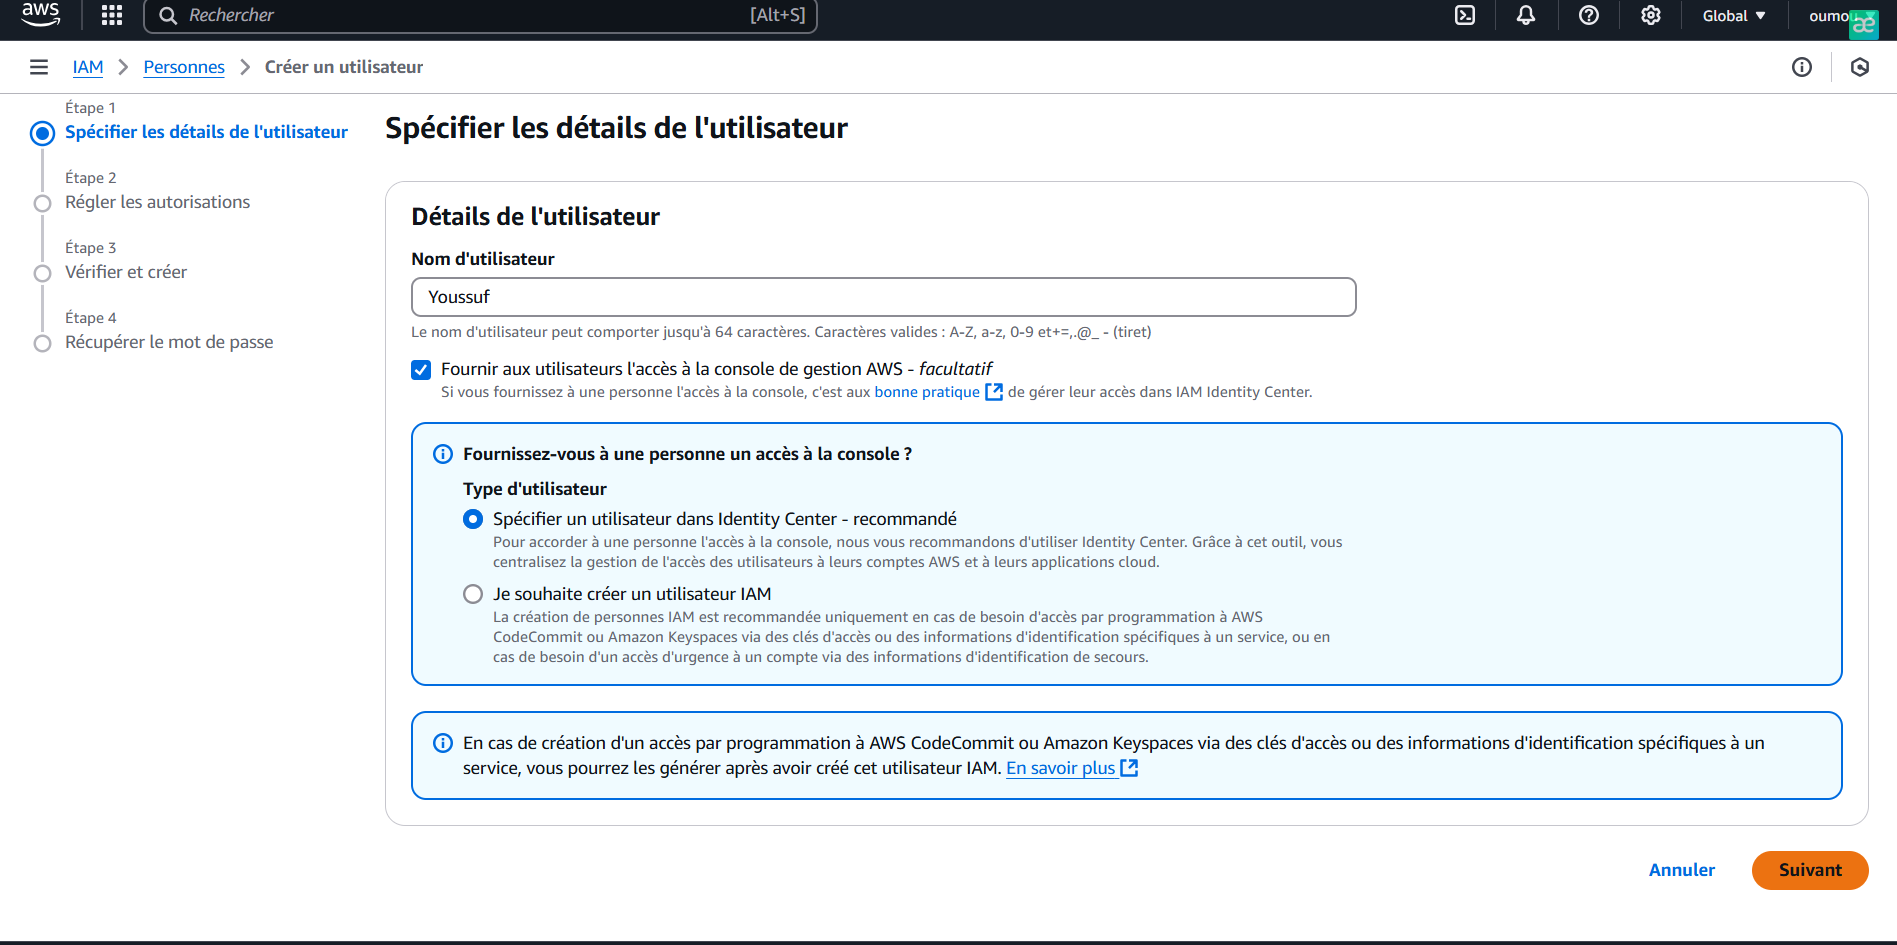 aws
Rechercher [Alt+S]
Global
IAM
Personnes
Créer un utilisateur
Étape 1
Spécifier les détails de l'utilisateur
Étape 2
Régler les autorisations
Étape 3
Vérifier et créer
Étape 4
Récupérer le mot de passe
Spécifier les détails de l'utilisateur
Détails de l'utilisateur
Nom d'utilisateur
Youssuf
Le nom d'utilisateur peut comporter jusqu'à 64 caractères. Caractères valides : A-Z, a-z, 0-9 et+=,.@_ - (tiret)
Fournir aux utilisateurs l'accès à la console de gestion AWS - facultatif
Si vous fournissez à une personne l'accès à la console, c'est aux bonne pratique de gérer leur accès dans IAM Identity Center.
Fournissez-vous à une personne un accès à la console ?
Type d'utilisateur
Spécifier un utilisateur dans Identity Center - recommandé
Pour accorder à une personne l'accès à la console, nous vous recommandons d'utiliser Identity Center. Grâce à cet outil, vous
centralisez la gestion de l'accès des utilisateurs à leurs comptes AWS et à leurs applications cloud.
Je souhaite créer un utilisateur IAM
La création de personnes IAM est recommandée uniquement en cas de besoin d'accès par programmation à AWS
CodeCommit ou Amazon Keyspaces via des clés d'accès ou des informations d'identification spécifiques à un service, ou en
cas de besoin d'un accès d'urgence à un compte via des informations d'identification de secours.
En cas de création d'un accès par programmation à AWS CodeCommit ou Amazon Keyspaces via des clés d'accès ou des informations d'identification spécifiques à un
service, vous pourrez les générer après avoir créé cet utilisateur IAM. En savoir plus
Annuler
Suivant